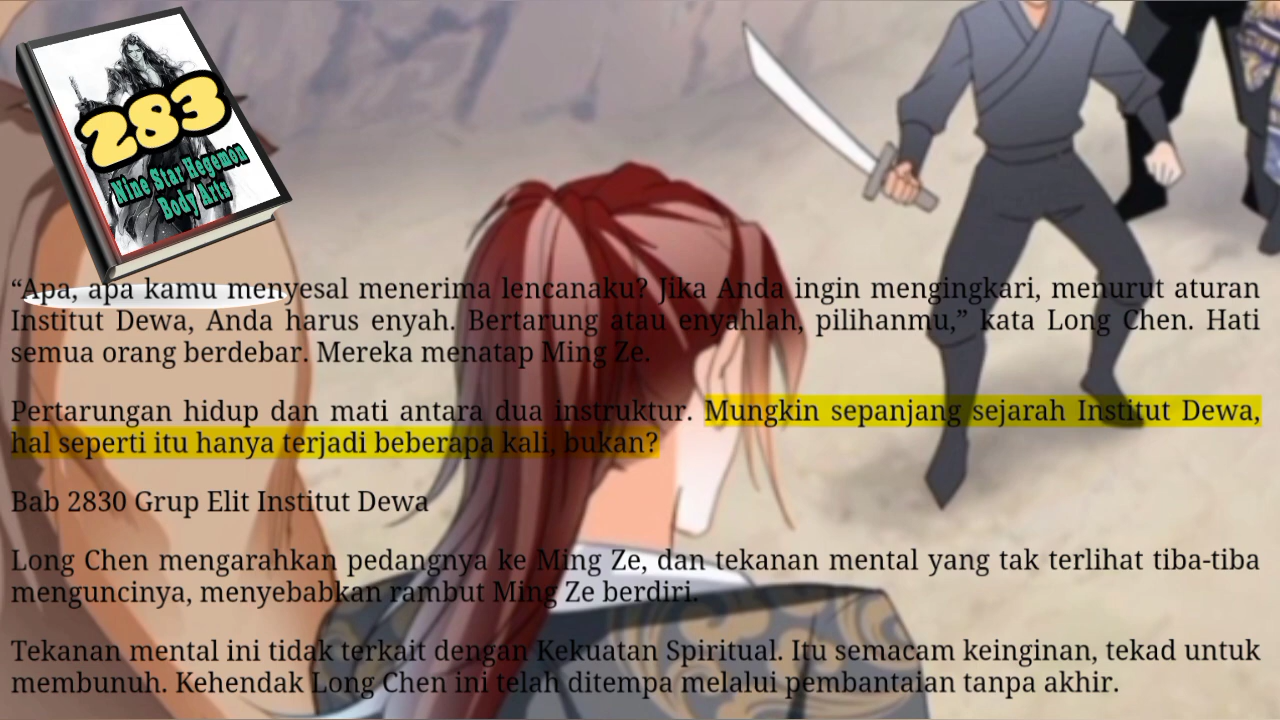 283
Nine Star Hegemon
Body Arts
“Apa, apa kamu menyesal menerima lencanaku? Jika Anda ingin mengingkari, menurut aturan
Institut Dewa, Anda harus enyah. Bertarung atau enyahlah, pilihanmu,” kata Long Chen. Hati
semua orang berdebar. Mereka menatap Ming Ze.
Pertarungan hidup dan mati antara dua instruktur. Mungkin sepanjang sejarah Institut Dewa,
hal seperti itu hanya terjadi beberapa kali, bukan?
Bab 2830 Grup Elit Institut Dewa
Long Chen mengarahkan pedangnya ke Ming Ze, dan tekanan mental yang tak terlihat tiba-tiba
menguncinya, menyebabkan rambut Ming Ze berdiri.
Tekanan mental ini tidak terkait dengan Kekuatan Spiritual. Itu semacam keinginan, tekad untuk
membunuh. Kehendak Long Chen ini telah ditempa melalui pembantaian tanpa akhir.